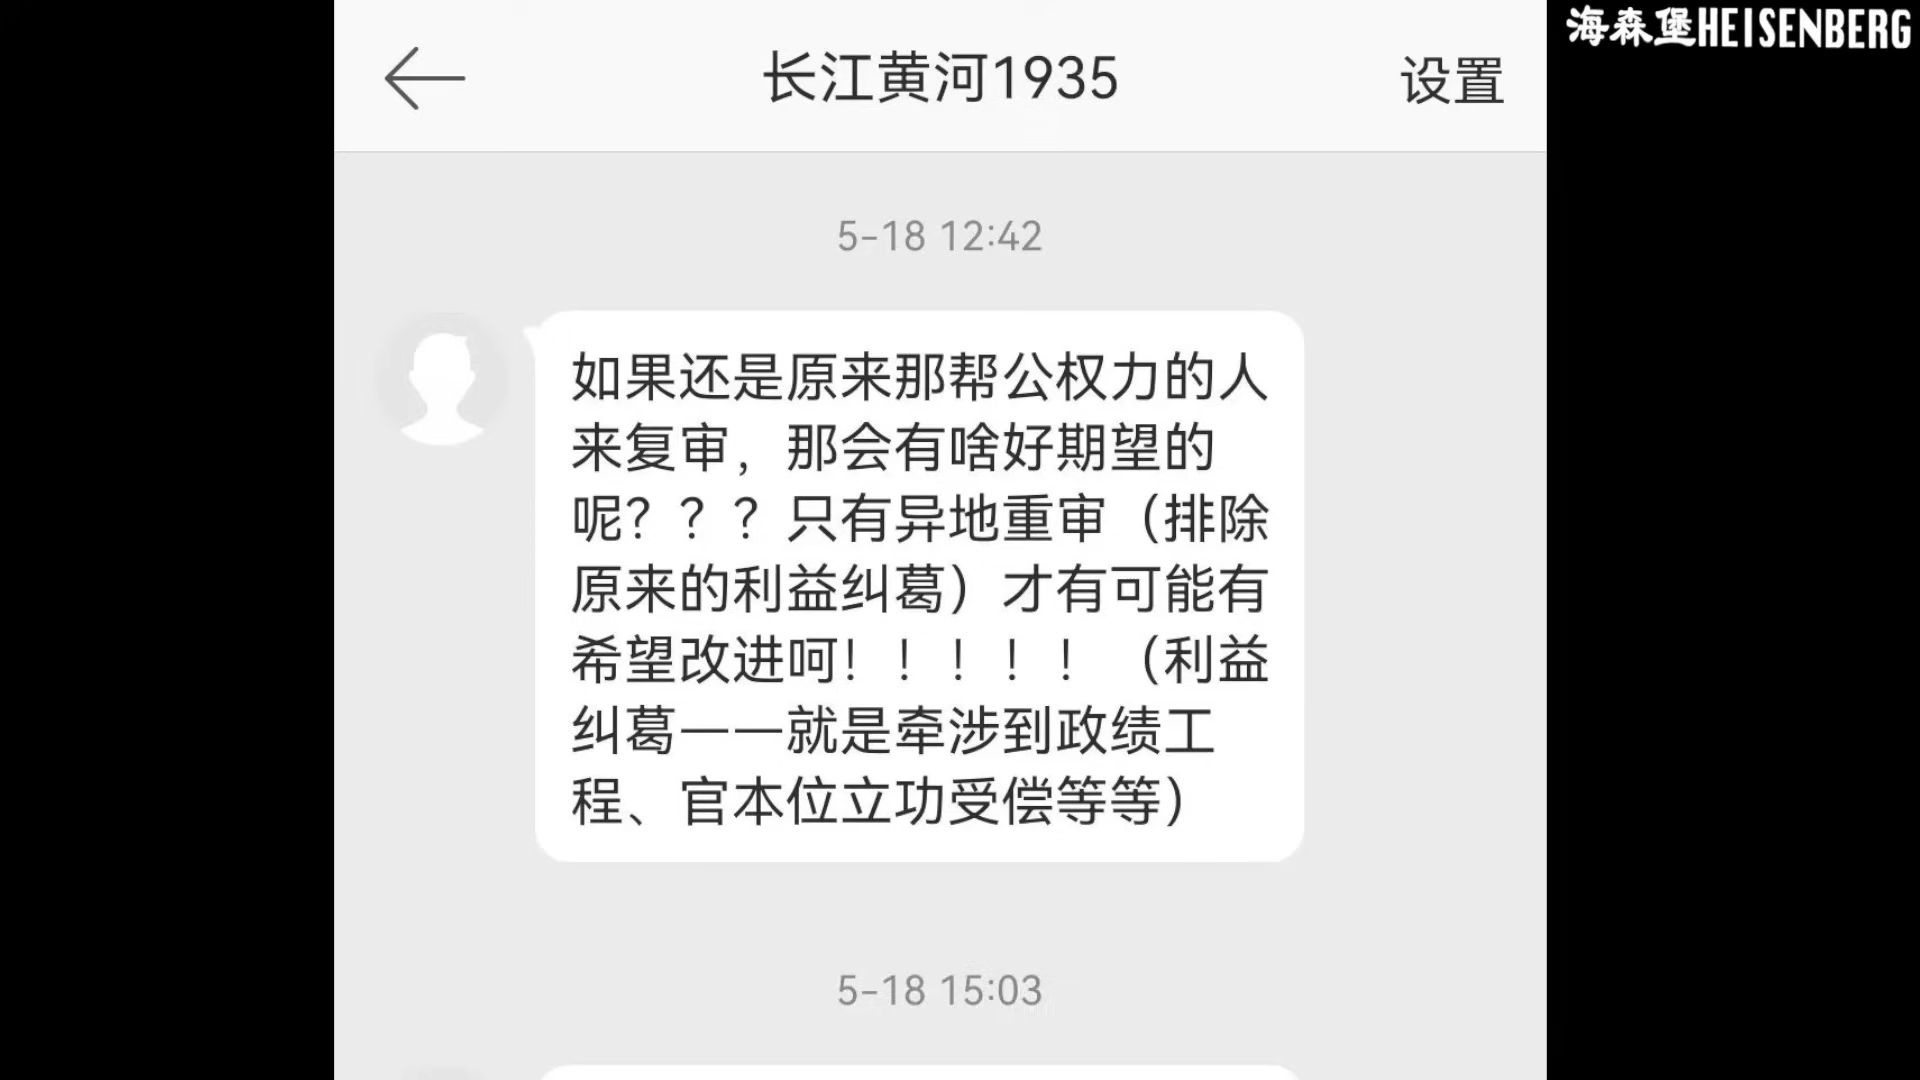 海森堡HEISENBERG
长江黄河1935
设置
5-18 12:42
如果还是原来那帮公权力的人
来复审，那会有啥好期望的
呢？？？只有异地重审（排除
原来的利益纠葛）才有可能有
希望改进呵！！！！！（利益
纠葛一一就是牵涉到政绩工
程、官本位立功受偿等等）
5-18 15:03